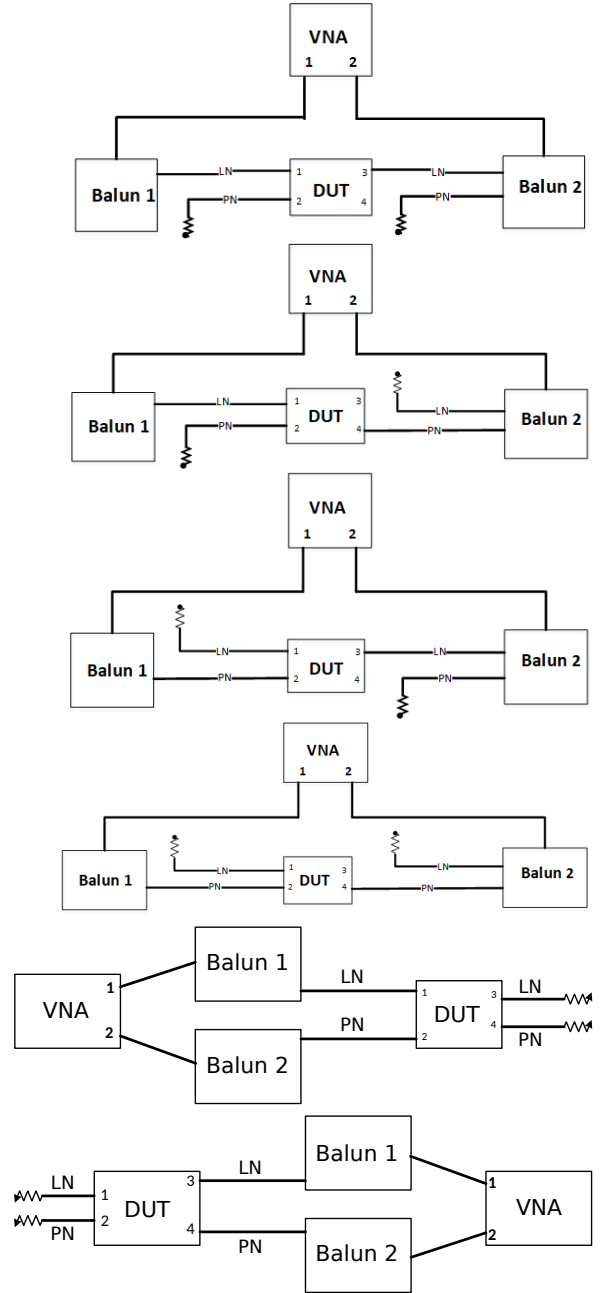 VNA
1 2
LN 1 3 LN
Balun 1 DUT Balun 2
PN 2 4 PN
VNA
1 2
LN 1 3 LN
Balun 1 DUT Balun 2
PN 2 4 PN
VNA
1 2
LN 1 3 LN
Balun 1 DUT Balun 2
PN 2 4 PN
VNA
1 2
LN 1 3 LN
Balun 1 DUT Balun 2
PN 2 4 PN
Balun 1
1 LN LN
VNA 1 3
DUT
2 PN 2 4
Balun 2 PN
Balun 1
LN LN
1 3 1
DUT VNA
2 4 2
PN PN
Balun 2